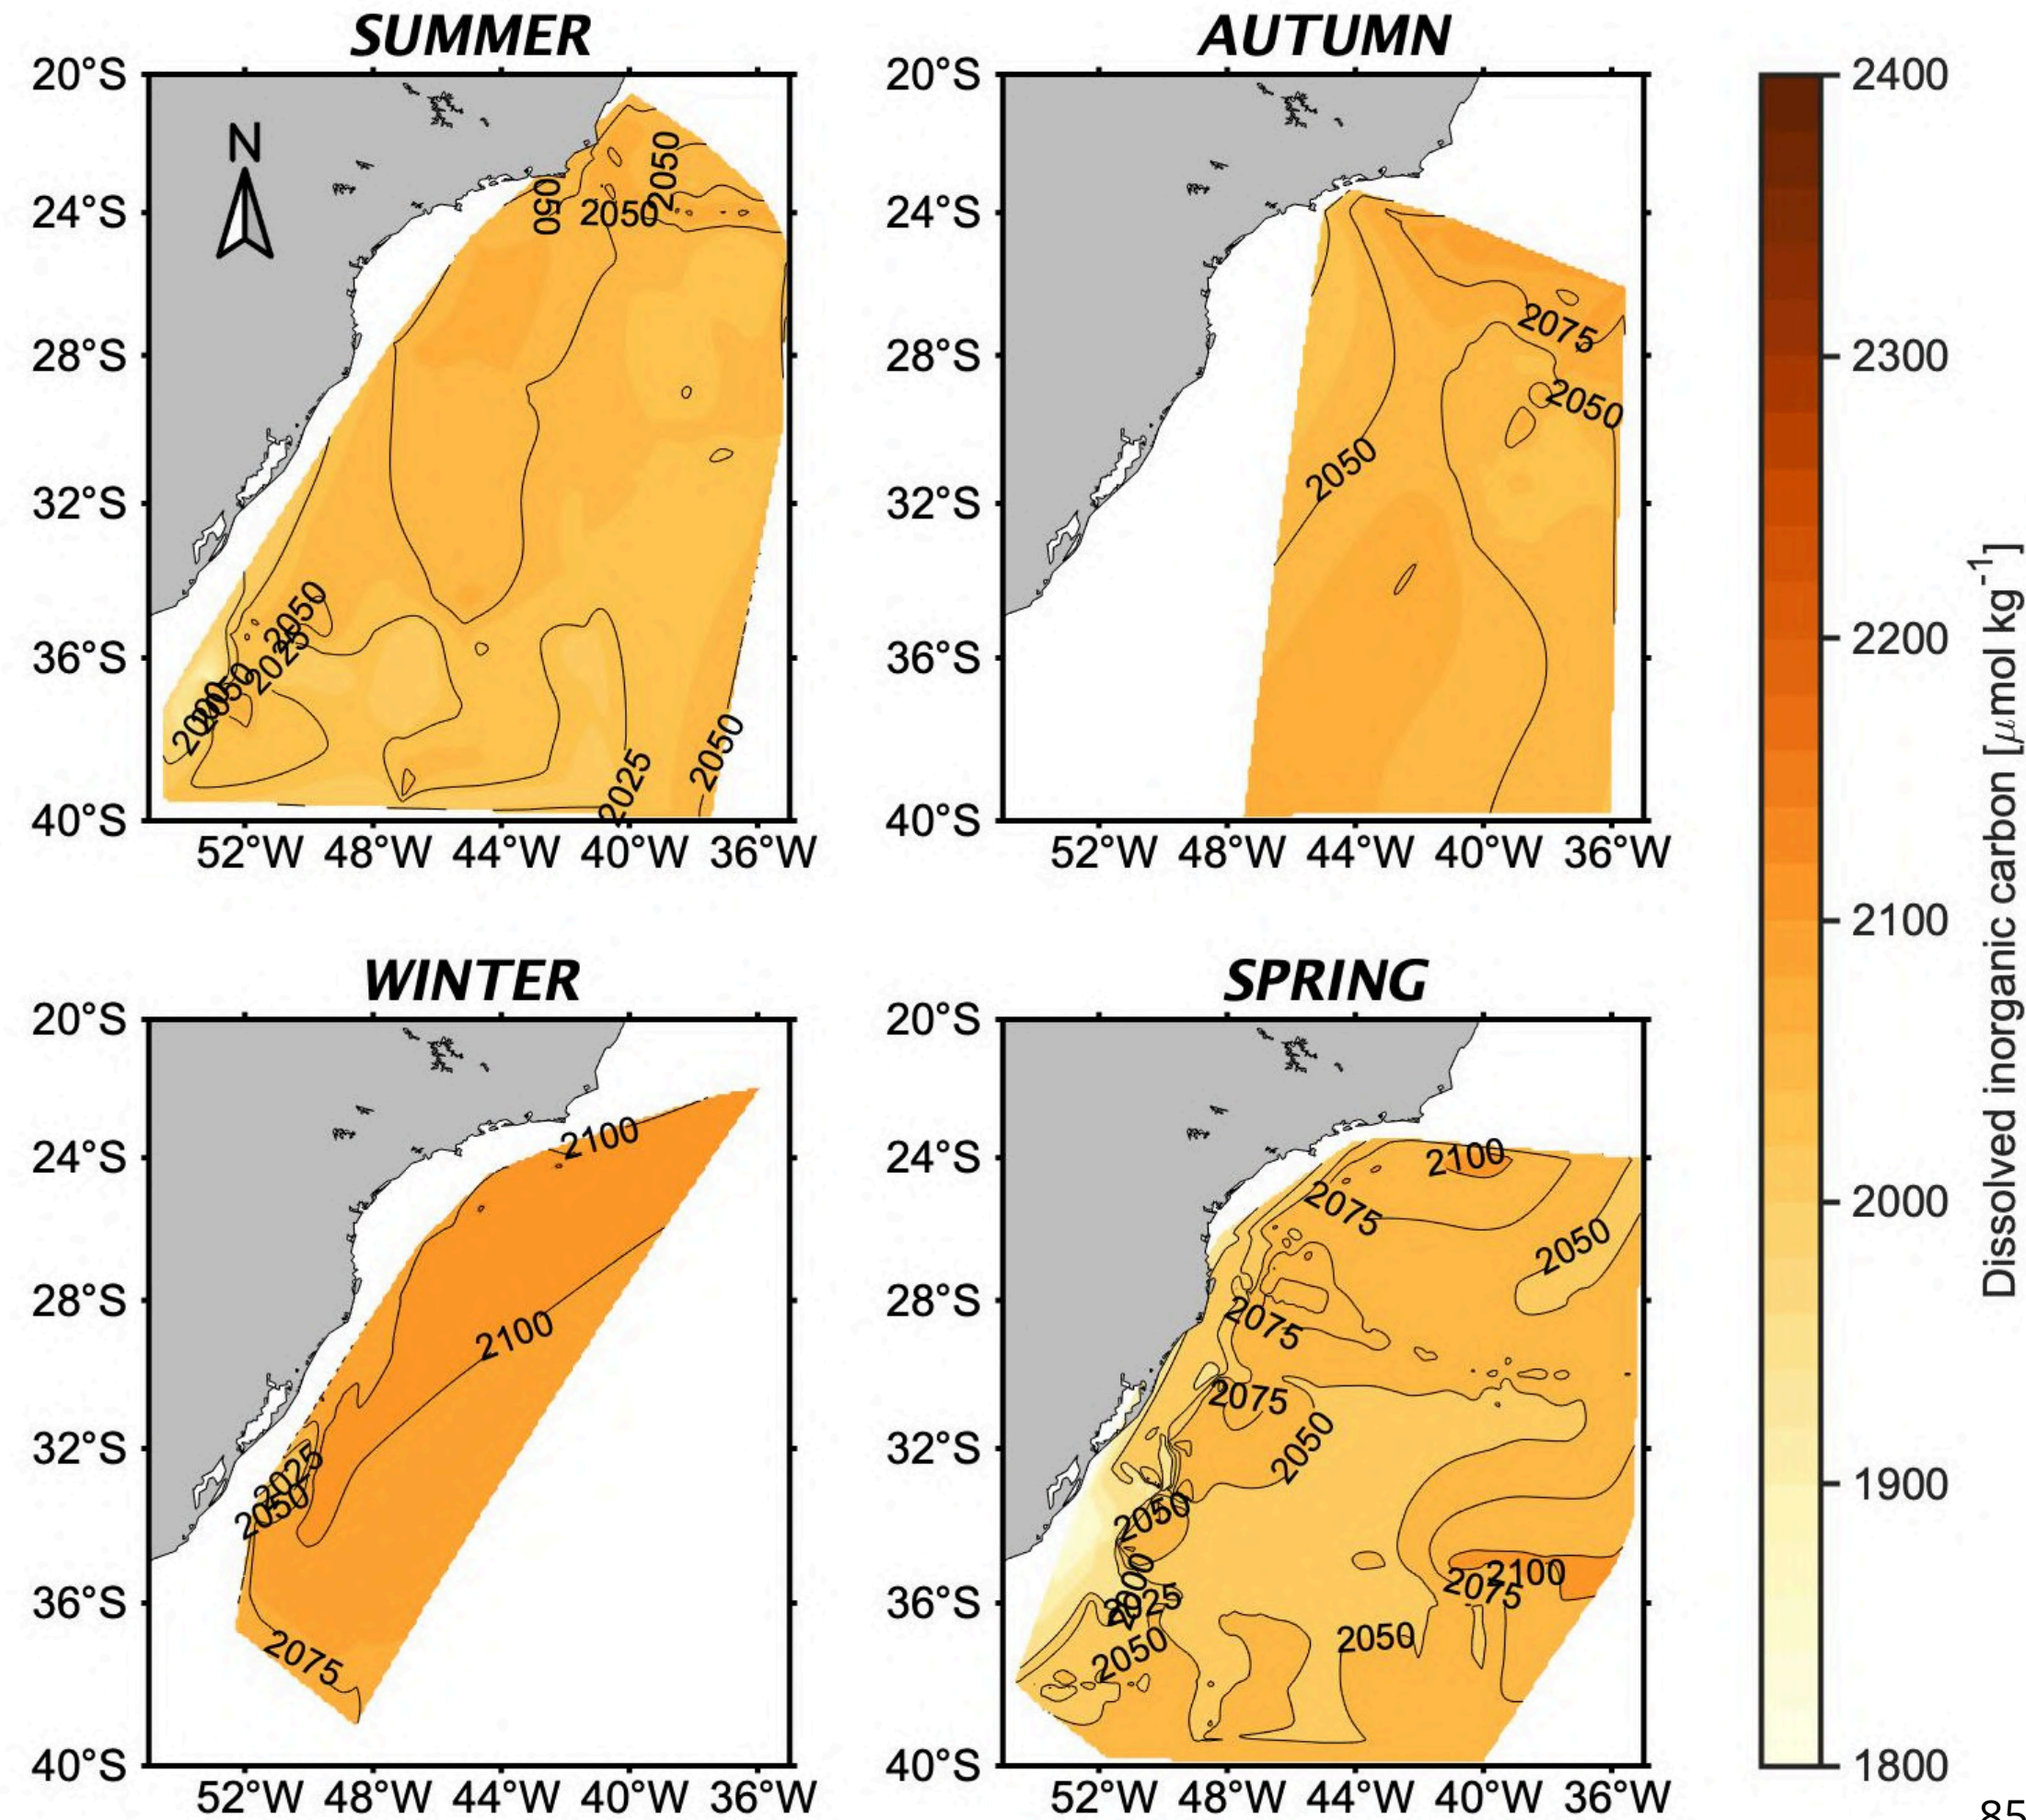 SUMMER
AUTUMN
20°S
24°S
28°S
32°S
36°S
40°S
52°W 48°W 44°W 40°W 36°W
N
050
2050
2050
2050
2025
2050
2000
2025
2050
20°S
24°S
28°S
32°S
36°S
40°S
52°W 48°W 44°W 40°W 36°W
2075
2050
2050
WINTER
SPRING
20°S
24°S
28°S
32°S
36°S
40°S
52°W 48°W 44°W 40°W 36°W
2100
2100
2025
2050
2075
20°S
24°S
28°S
32°S
36°S
40°S
52°W 48°W 44°W 40°W 36°W
2100
2075
2050
2075
2075
2050
2050
2100
2075
2025
2050
2050
2400
2300
2200
2100
2000
1900
1800
Dissolved inorganic carbon [μmol kg⁻¹]
85